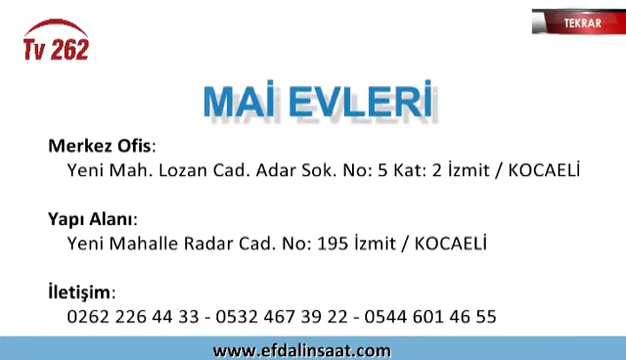 Tv 262
TEKRAR
MAİ EVLERİ
Merkez Ofis:
Yeni Mah. Lozan Cad. Adar Sok. No: 5 Kat: 2 İzmit / KOCAELİ
Yapı Alanı:
Yeni Mahalle Radar Cad. No: 195 İzmit / KOCAELİ
İletişim:
0262 226 44 33 - 0532 467 39 22 - 0544 601 46 55
www.efdalinsaat.com